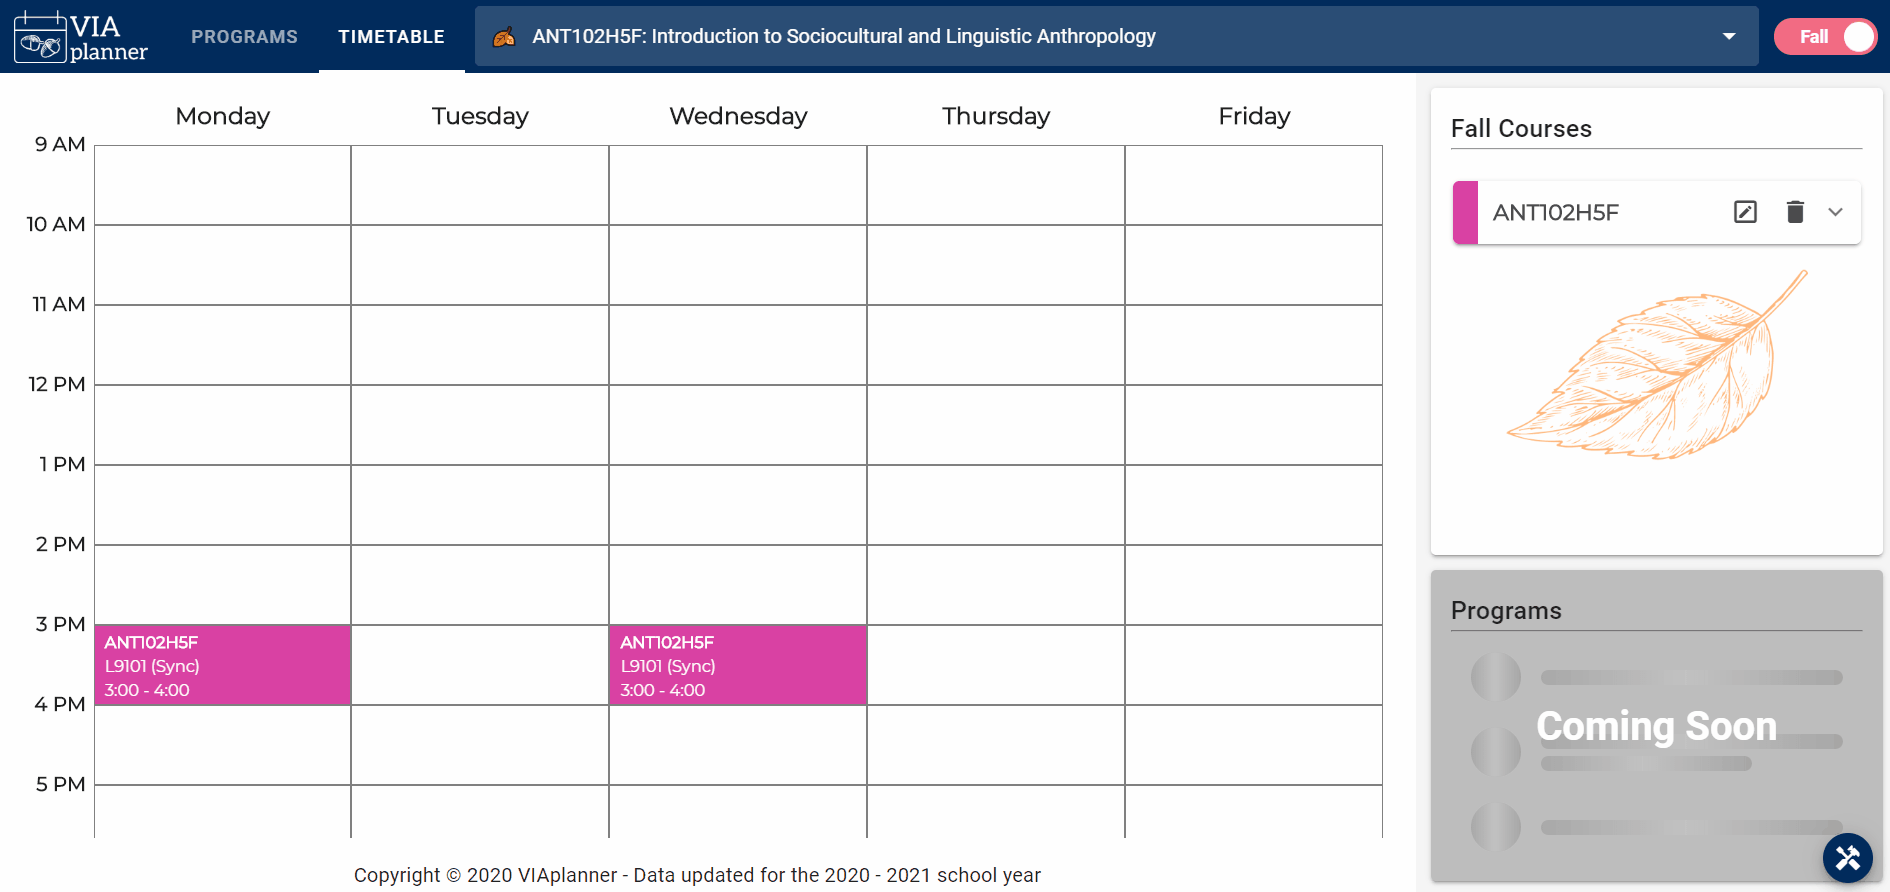 VIA
planner
PROGRAMS
TIMETABLE
ANT102H5F: Introduction to Sociocultural and Linguistic Anthropology
Fall
Monday
Tuesday
Wednesday
Thursday
Friday
9 AM
10 AM
11 AM
12 PM
1 PM
2 PM
3 PM
4 PM
5 PM
ANT102H5F
L9101 (Sync)
3:00 - 4:00
ANT102H5F
L9101 (Sync)
3:00 - 4:00
Fall Courses
ANT102H5F
Programs
Coming Soon
Copyright © 2020 VIAplanner - Data updated for the 2020 - 2021 school year